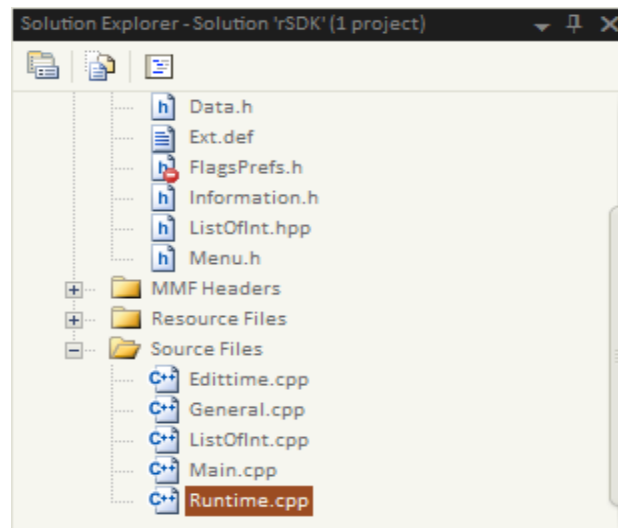 Solution Explorer - Solution 'rSDK' (1 project)
Data.h
Ext.def
FlagsPrefs.h
Information.h
ListOfInt.hpp
Menu.h
MMF Headers
Resource Files
Source Files
Edittime.cpp
General.cpp
ListOfInt.cpp
Main.cpp
Runtime.cpp